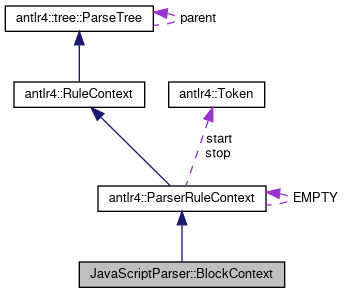 antlr4::tree::ParseTree
parent
antlr4::RuleContext
antlr4::Token
start
stop
antlr4::ParserRuleContext
EMPTY
JavaScriptParser::BlockContext